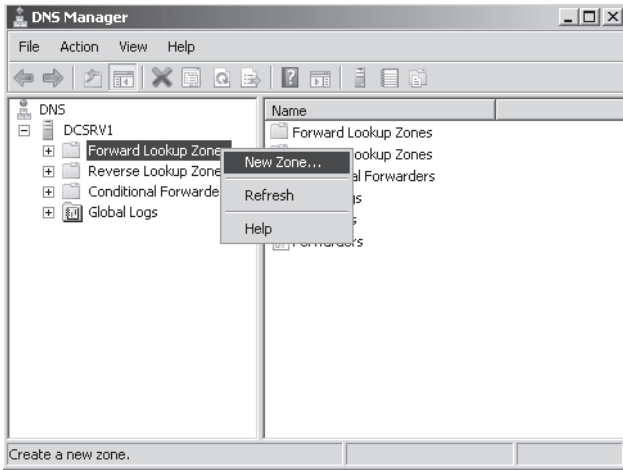 DNS Manager
File Action View Help
DNS
DCSRV1
Forward Lookup Zone
Reverse Lookup Zone
Conditional Forwarde
Global Logs
New Zone...
Refresh
Help
Name
Forward Lookup Zones
ookup Zones
al Forwarders
Create a new zone.